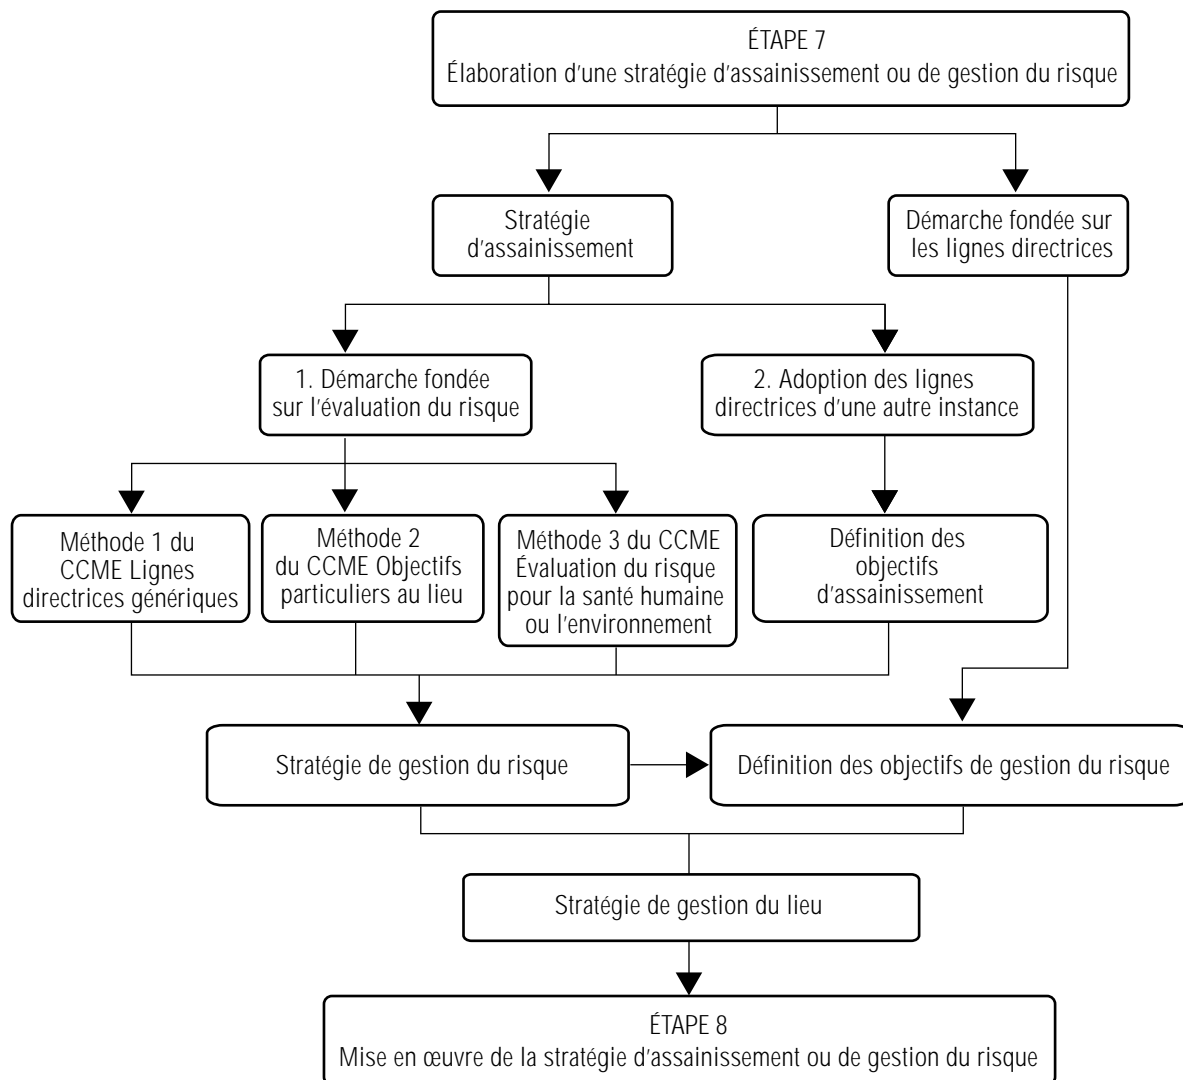 ÉTAPE 7
Élaboration d'une stratégie d'assainissement ou de gestion du risque
Stratégie
d'assainissement
Démarche fondée sur
les lignes directrices
1. Démarche fondée
sur l'évaluation du risque
2. Adoption des lignes
directrices d'une autre instance
Méthode 1 du
CCME Lignes
directrices génériques
Méthode 2
du CCME Objectifs
particuliers au lieu
Méthode 3 du CCME
Évaluation du risque
pour la santé humaine
ou l'environnement
Définition des
objectifs
d'assainissement
Stratégie de gestion du risque
Définition des objectifs de gestion du risque
Stratégie de gestion du lieu
ÉTAPE 8
Mise en œuvre de la stratégie d'assainissement ou de gestion du risque